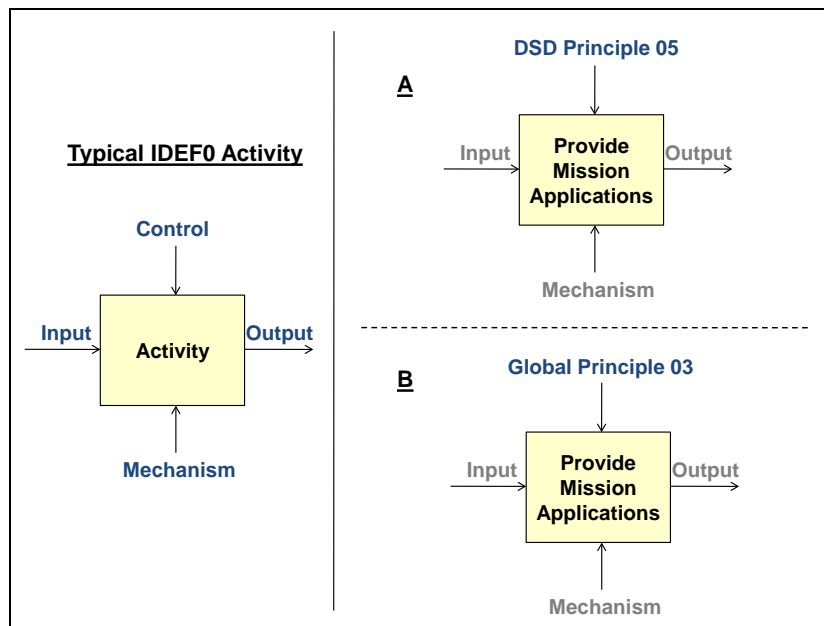 Typical IDEF0 Activity
Control
Input
Activity
Output
Mechanism
A
DSD Principle 05
Input
Provide
Mission
Applications
Output
Mechanism
B
Global Principle 03
Input
Provide
Mission
Applications
Output
Mechanism